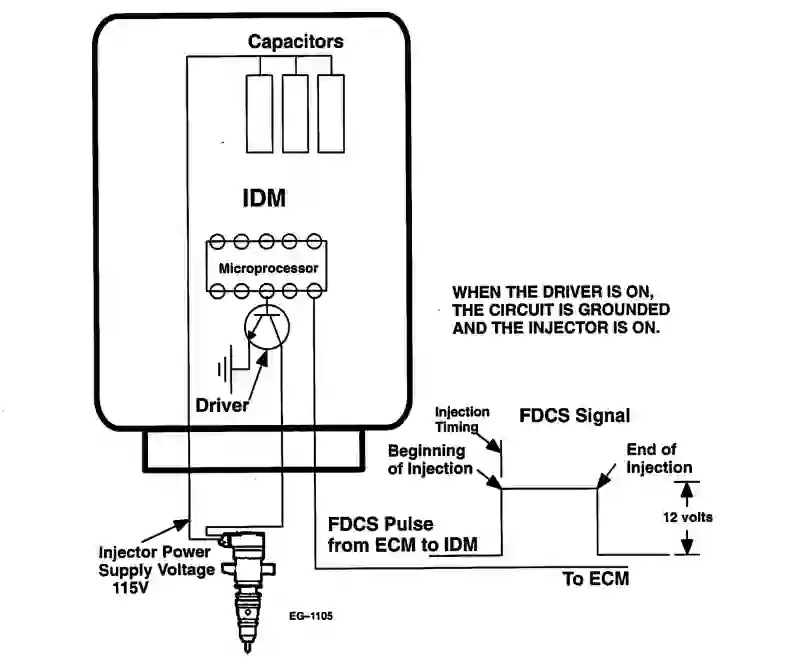 Capacitors
IDM
Microprocessor
WHEN THE DRIVER IS ON,
THE CIRCUIT IS GROUNDED
AND THE INJECTOR IS ON.
Driver
Injection
Timing
FDCS Signal
Beginning
of Injection
End of
Injection
12 volts
FDCS Pulse
from ECM to IDM
To ECM
Injector Power
Supply Voltage
115V
EG–1105